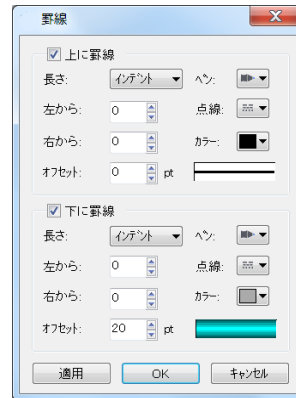 罫線
上に罫線
長さ: インデント ペン:
左から: 0 点線:
右から: 0 カラー:
オフセット: 0 pt
下に罫線
長さ: インデント ペン:
左から: 0 点線:
右から: 0 カラー:
オフセット: 20 pt
適用 OK キャンセル